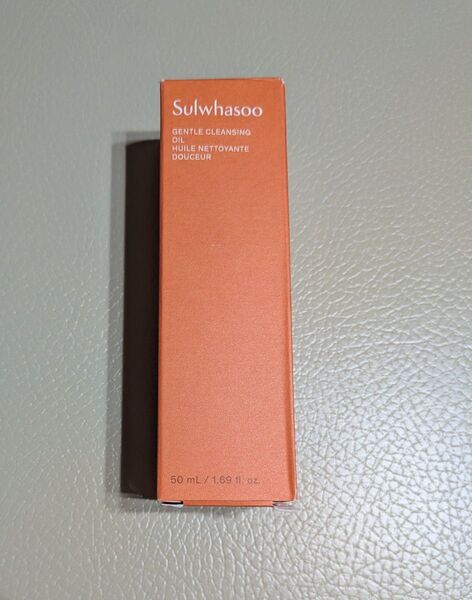 Sulwhasoo
GENTLE CLEANSING
OIL
HUILE NETTOYANTE
DOUCEUR
50 mL / 1.69 fl. oz.